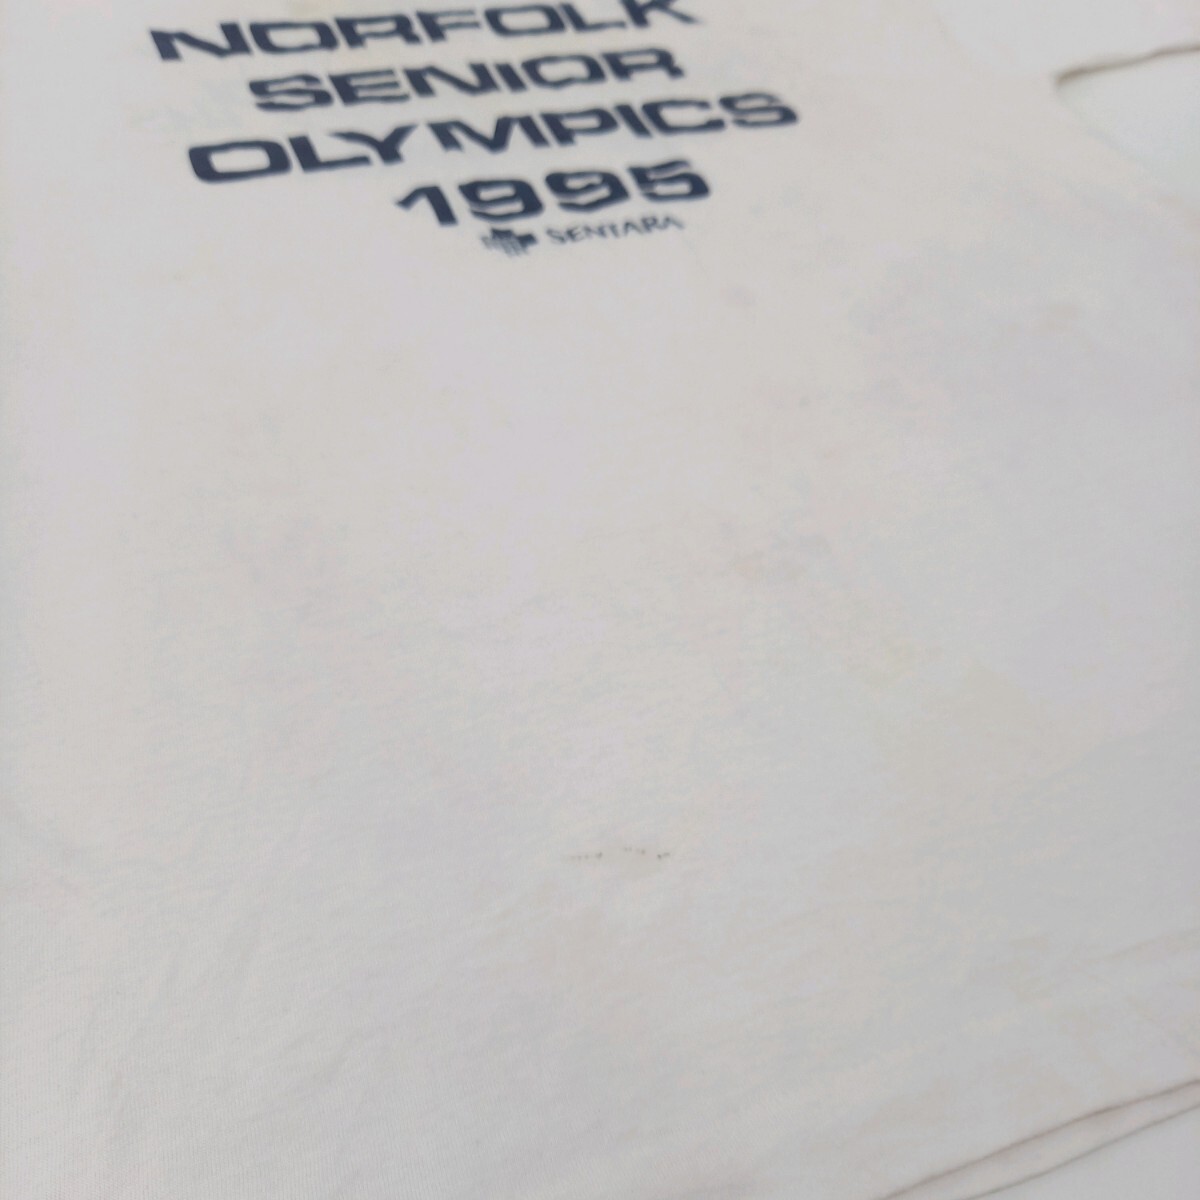 NORFOLK
SENIOR
OLYMPICS
1995
SENTARA